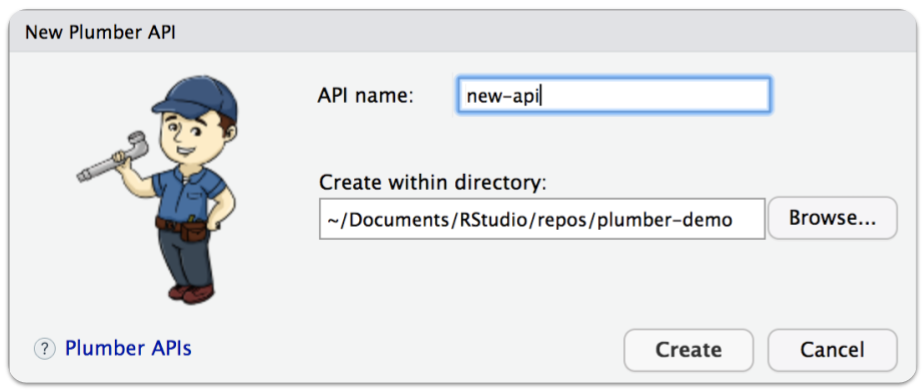 New Plumber API
API name: new-api
Create within directory:
~/Documents/RStudio/repos/plumber-demo Browse...
? Plumber APIs Create Cancel